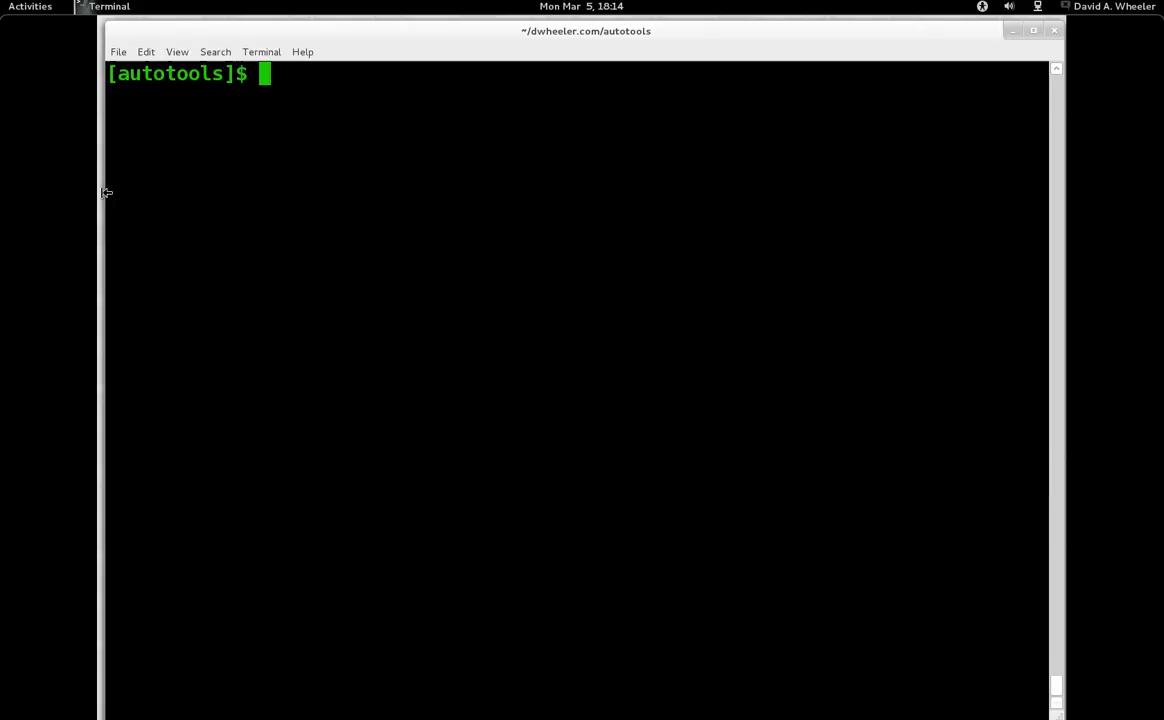 Activities Terminal Mon Mar 5, 18:14 David A. Wheeler
~/dwheeler.com/autotools
File Edit View Search Terminal Help
[autotools]$